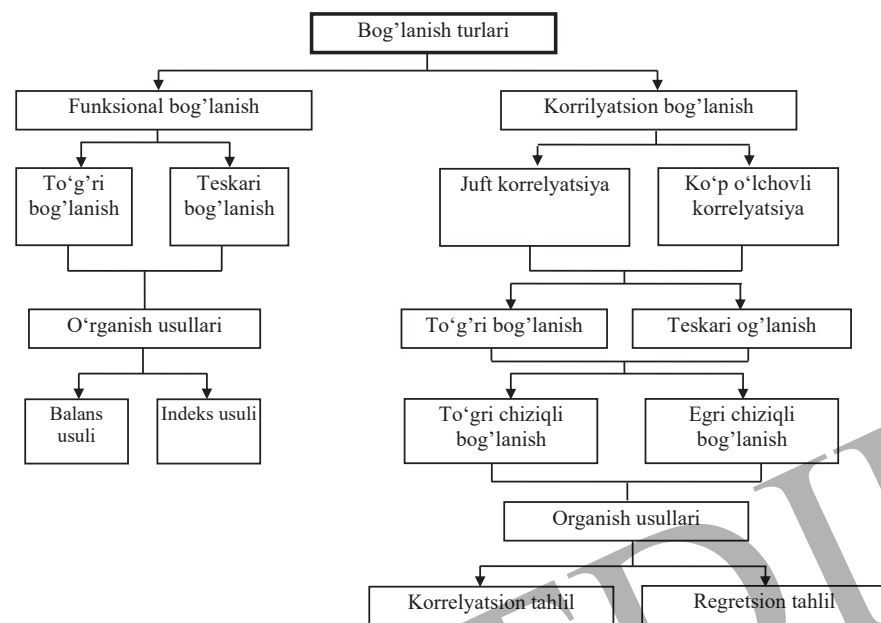 Bog’lanish turlari
Funksional bog’lanish
Korrilyatsion bog’lanish
To‘g’ri
bog’lanish
Teskari
bog’lanish
Juft korrelyatsiya
Ko‘p o‘lchovli
korrelyatsiya
O‘rganish usullari
To‘g’ri bog’lanish
Teskari og’lanish
Balans
usuli
Indeks usuli
To‘gri chiziqli
bog’lanish
Egri chiziqli
bog’lanish
Organish usullari
Korrelyatsion tahlil
Regretsion tahlil